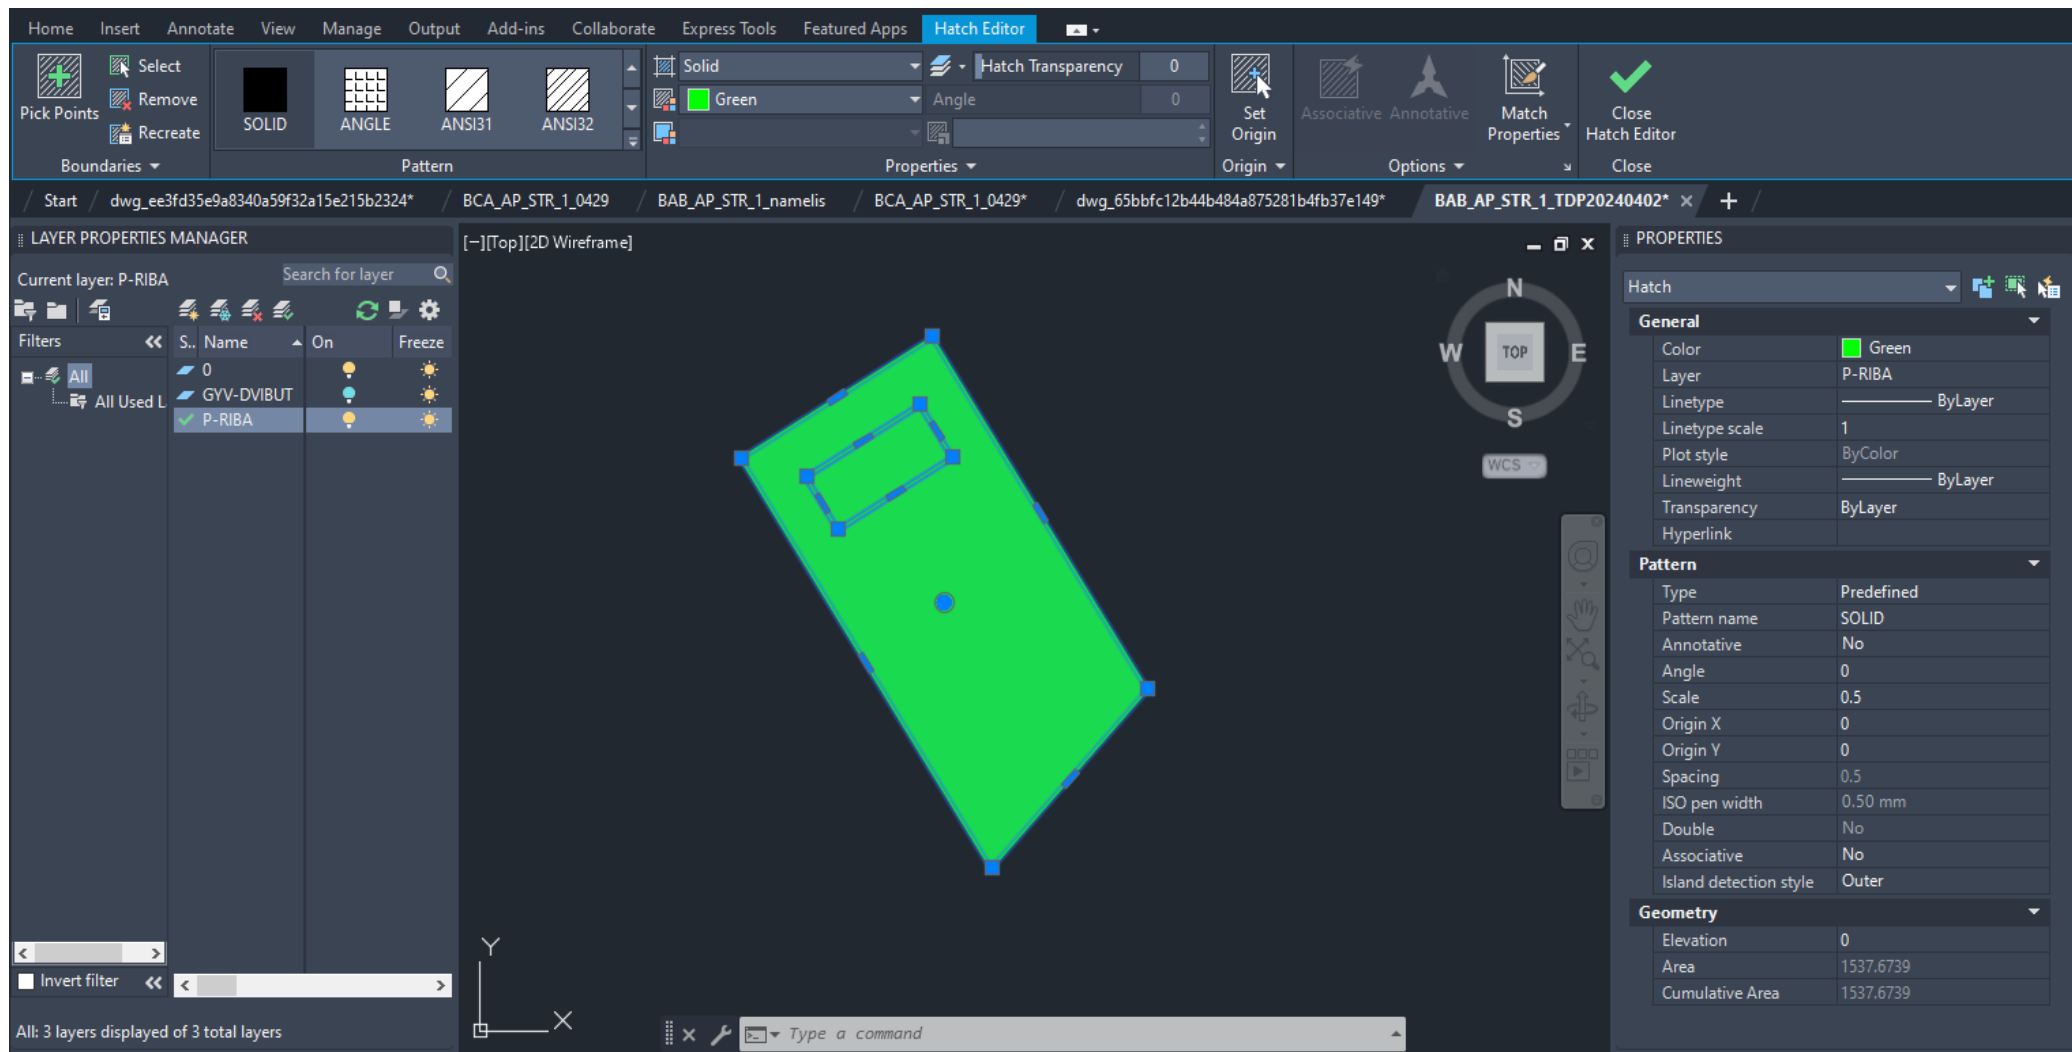 Home Insert Annotate View Manage Output Add-ins Collaborate Express Tools Featured Apps Hatch Editor
Pick Points
Select
Remove
Recreate
Boundaries
SOLID
ANGLE
ANSI31
ANSI32
Pattern
Solid
Hatch Transparency 0
Green
Angle 0
Properties
Set
Origin
Origin
Associative
Annotative
Match
Properties
Options
Close
Hatch Editor
Close
Start
dwg_ee3fd35e9a8340a59f32a15e215b2324*
BCA_AP_STR_1_0429
BAB_AP_STR_1_namelis
BCA_AP_STR_1_0429*
dwg_65bbfc12b44b484a875281b4fb37e149*
BAB_AP_STR_1_TDP20240402*
LAYER PROPERTIES MANAGER
Current layer: P-RIBA
Search for layer
Filters
S.. Name On Freeze
All
All Used L
0
GYV-DVIBUT
P-RIBA
Invert filter
All: 3 layers displayed of 3 total layers
[−][Top][2D Wireframe]
N
W
TOP
E
S
WCS
Y
X
Type a command
PROPERTIES
Hatch
General
Color Green
Layer P-RIBA
Linetype ByLayer
Linetype scale 1
Plot style ByColor
Lineweight ByLayer
Transparency ByLayer
Hyperlink
Pattern
Type Predefined
Pattern name SOLID
Annotative No
Angle 0
Scale 0.5
Origin X 0
Origin Y 0
Spacing 0.5
ISO pen width 0.50 mm
Double No
Associative No
Island detection style Outer
Geometry
Elevation 0
Area 1537.6739
Cumulative Area 1537.6739